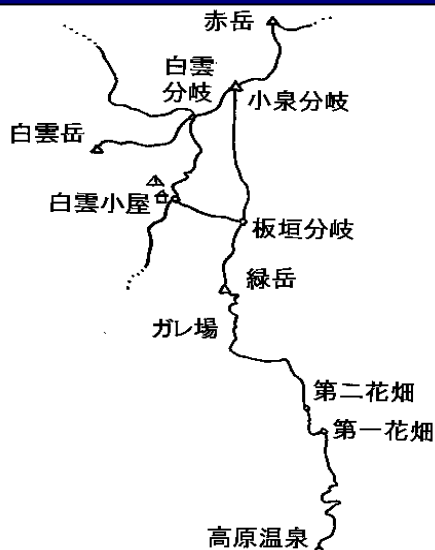 赤岳
白雲
分岐
小泉分岐
白雲岳
白雲小屋
板垣分岐
緑岳
ガレ場
第二花畑
第一花畑
高原温泉